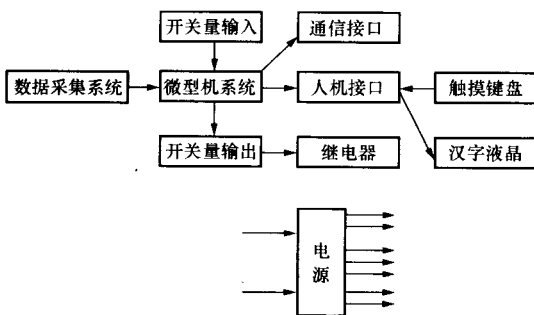 开关量输入
通信接口
数据采集系统
微型机系统
人机接口
触摸键盘
开关量输出
继电器
汉字液晶
电
源